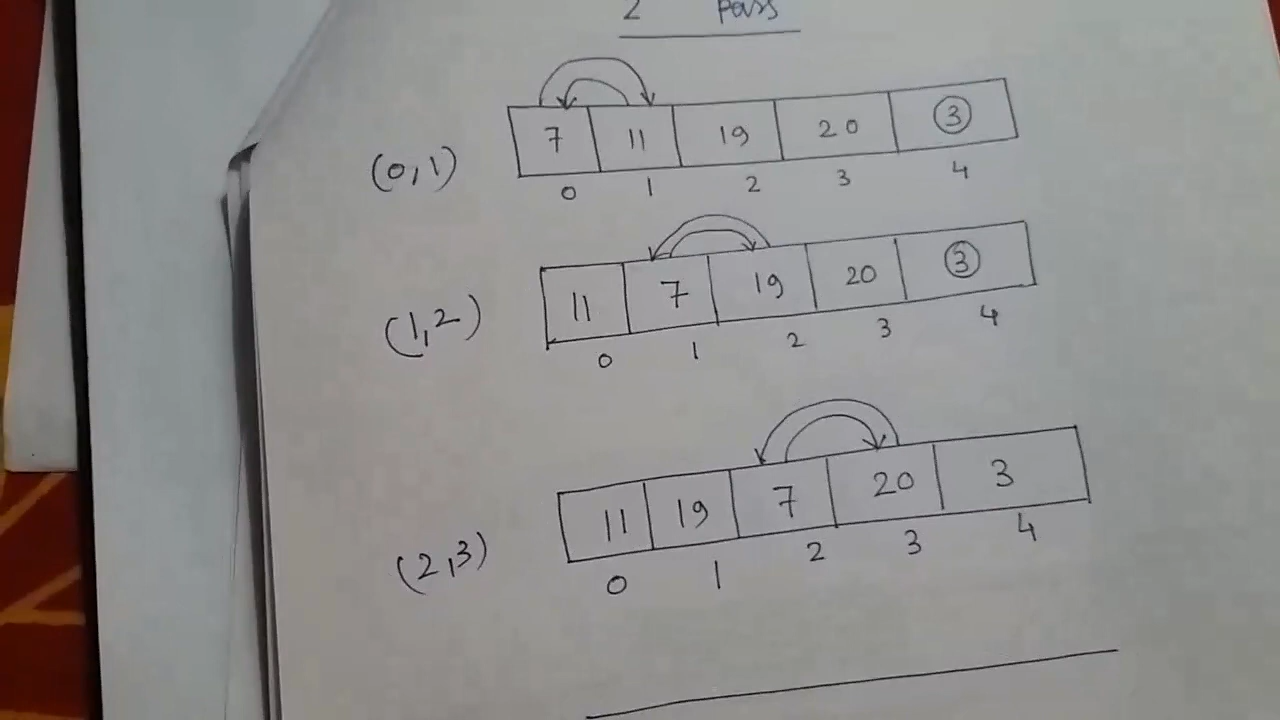 2 Pass
(0,1) 7 11 19 20 3
0 1 2 3 4
(1,2) 11 7 19 20 3
0 1 2 3 4
(2,3) 11 19 7 20 3
0 1 2 3 4